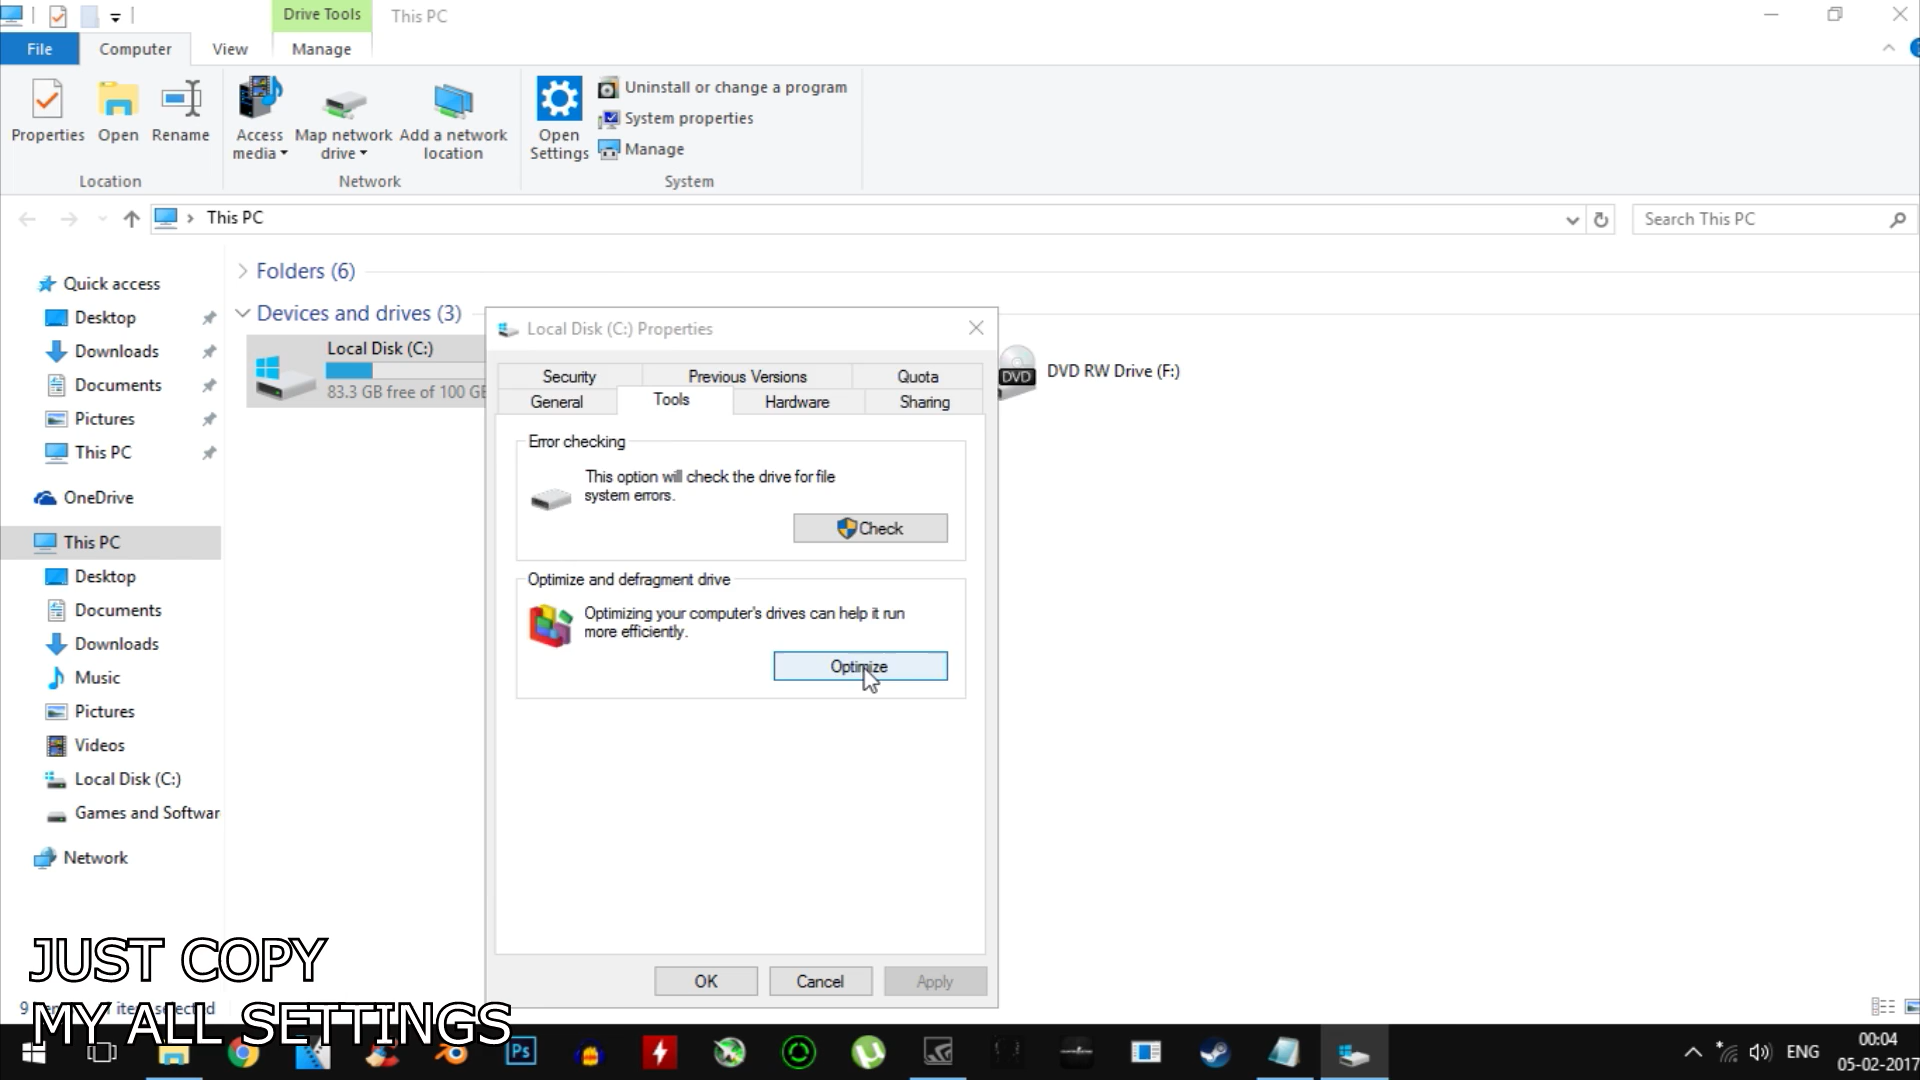 Drive Tools
This PC
File
Computer
View
Manage
Properties
Open
Rename
Access media
Map network drive
Add a network location
Open Settings
Uninstall or change a program
System properties
Manage
Location
Network
System
This PC
Search This PC
Quick access
Desktop
Downloads
Documents
Pictures
This PC
OneDrive
This PC
Desktop
Documents
Downloads
Music
Pictures
Videos
Local Disk (C:)
Games and Softwar
Network
Folders (6)
Devices and drives (3)
Local Disk (C:)
83.3 GB free of 100 GB
DVD
DVD RW Drive (F:)
Local Disk (C:) Properties
Security
Previous Versions
Quota
General
Tools
Hardware
Sharing
Error checking
This option will check the drive for file
system errors.
Check
Optimize and defragment drive
Optimizing your computer's drives can help it run
more efficiently.
Optimize
OK
Cancel
Apply
JUST COPY
MY ALL SETTINGS
selected
Ps
ENG
00:04
05-02-2017